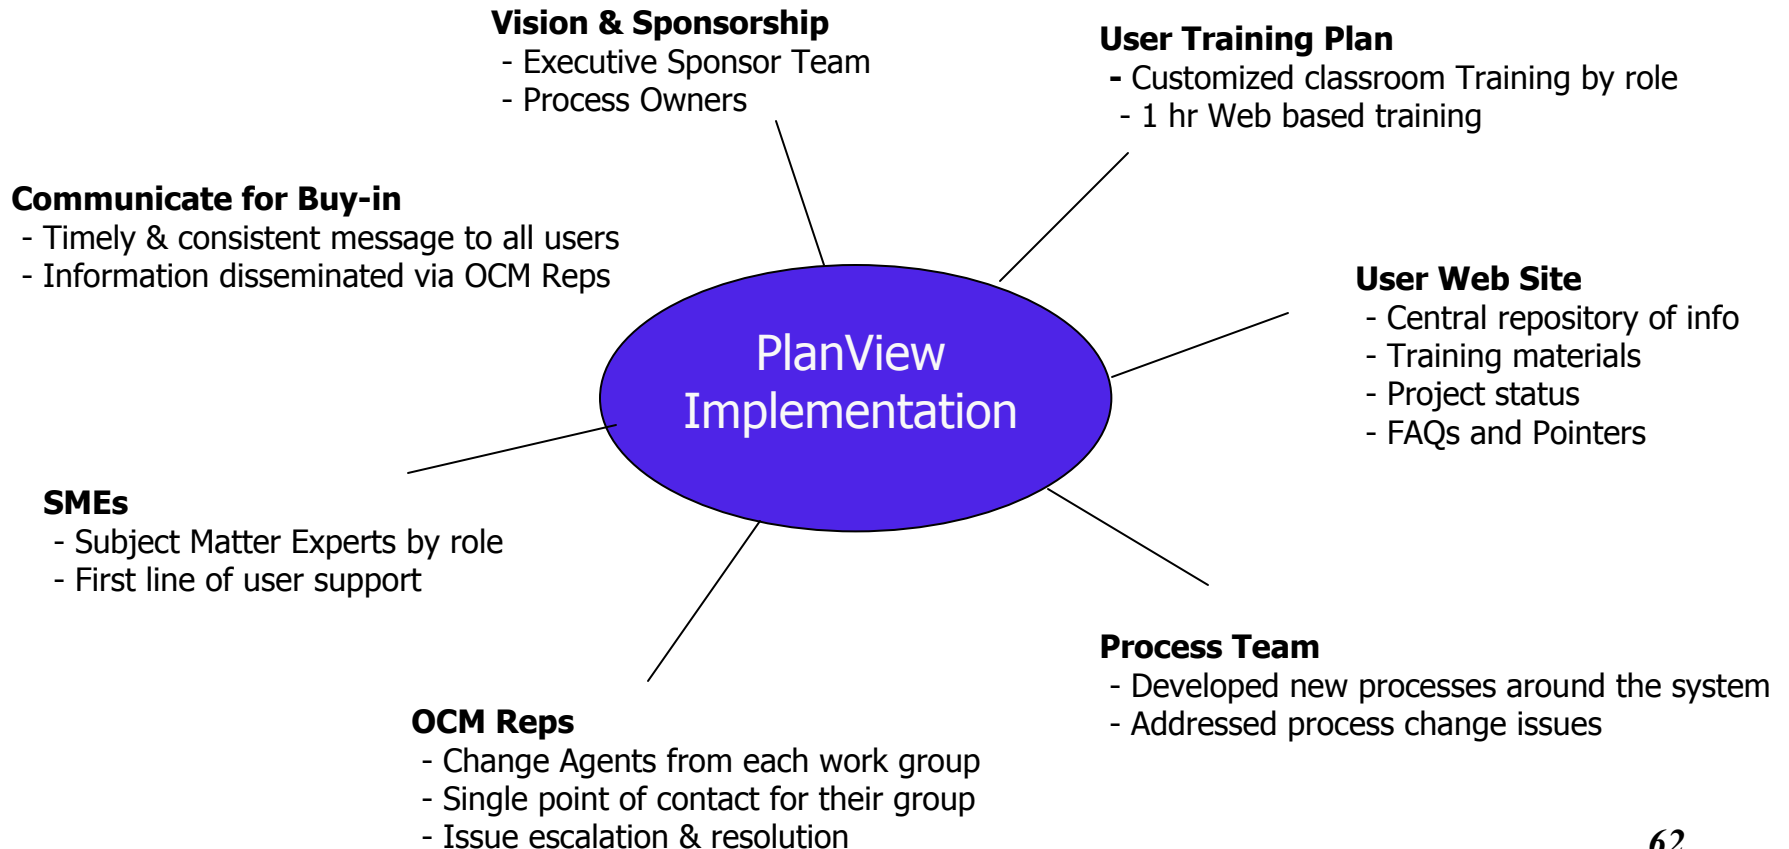 Vision & Sponsorship
- Executive Sponsor Team
- Process Owners
User Training Plan
- Customized classroom Training by role
- 1 hr Web based training
Communicate for Buy-in
- Timely & consistent message to all users
- Information disseminated via OCM Reps
User Web Site
- Central repository of info
- Training materials
- Project status
- FAQs and Pointers
PlanView
Implementation
SMEs
- Subject Matter Experts by role
- First line of user support
Process Team
- Developed new processes around the system
- Addressed process change issues
OCM Reps
- Change Agents from each work group
- Single point of contact for their group
- Issue escalation & resolution
62